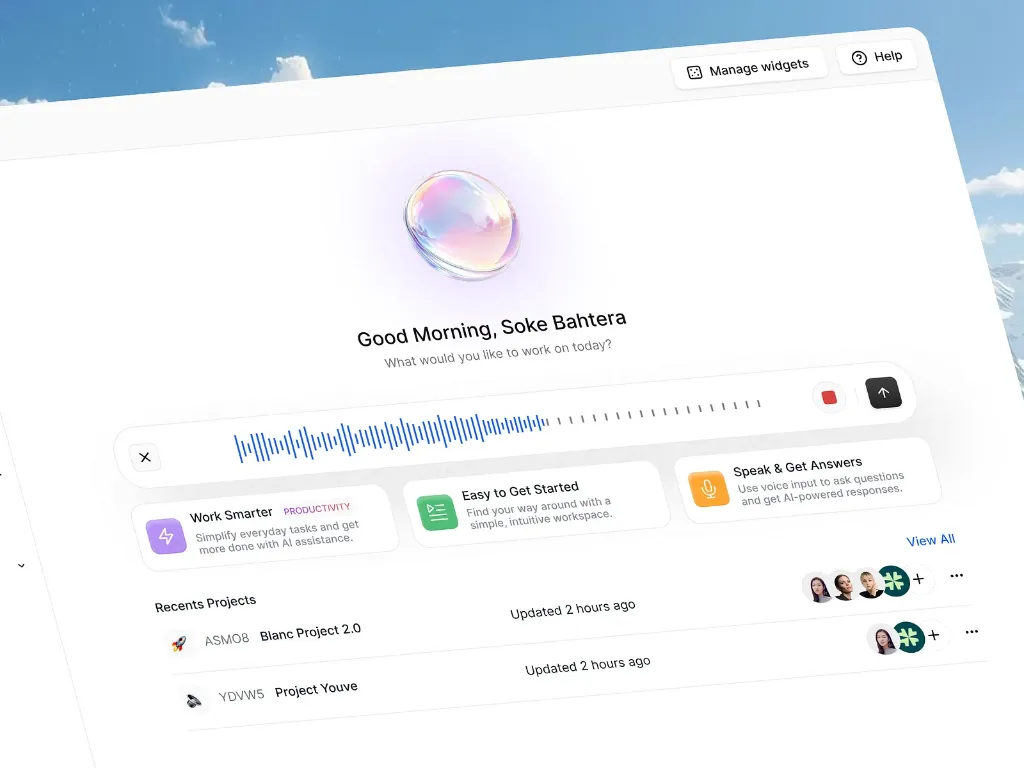 Manage widgets
Help
Good Morning, Soke Bahtera
What would you like to work on today?
Work Smarter PRODUCTIVITY
Simplify everyday tasks and get
more done with AI assistance.
Easy to Get Started
Find your way around with a
simple, intuitive workspace.
Speak & Get Answers
Use voice input to ask questions
and get AI-powered responses.
Recents Projects
View All
ASMO8 Blanc Project 2.0
Updated 2 hours ago
YDVW5 Project Youve
Updated 2 hours ago